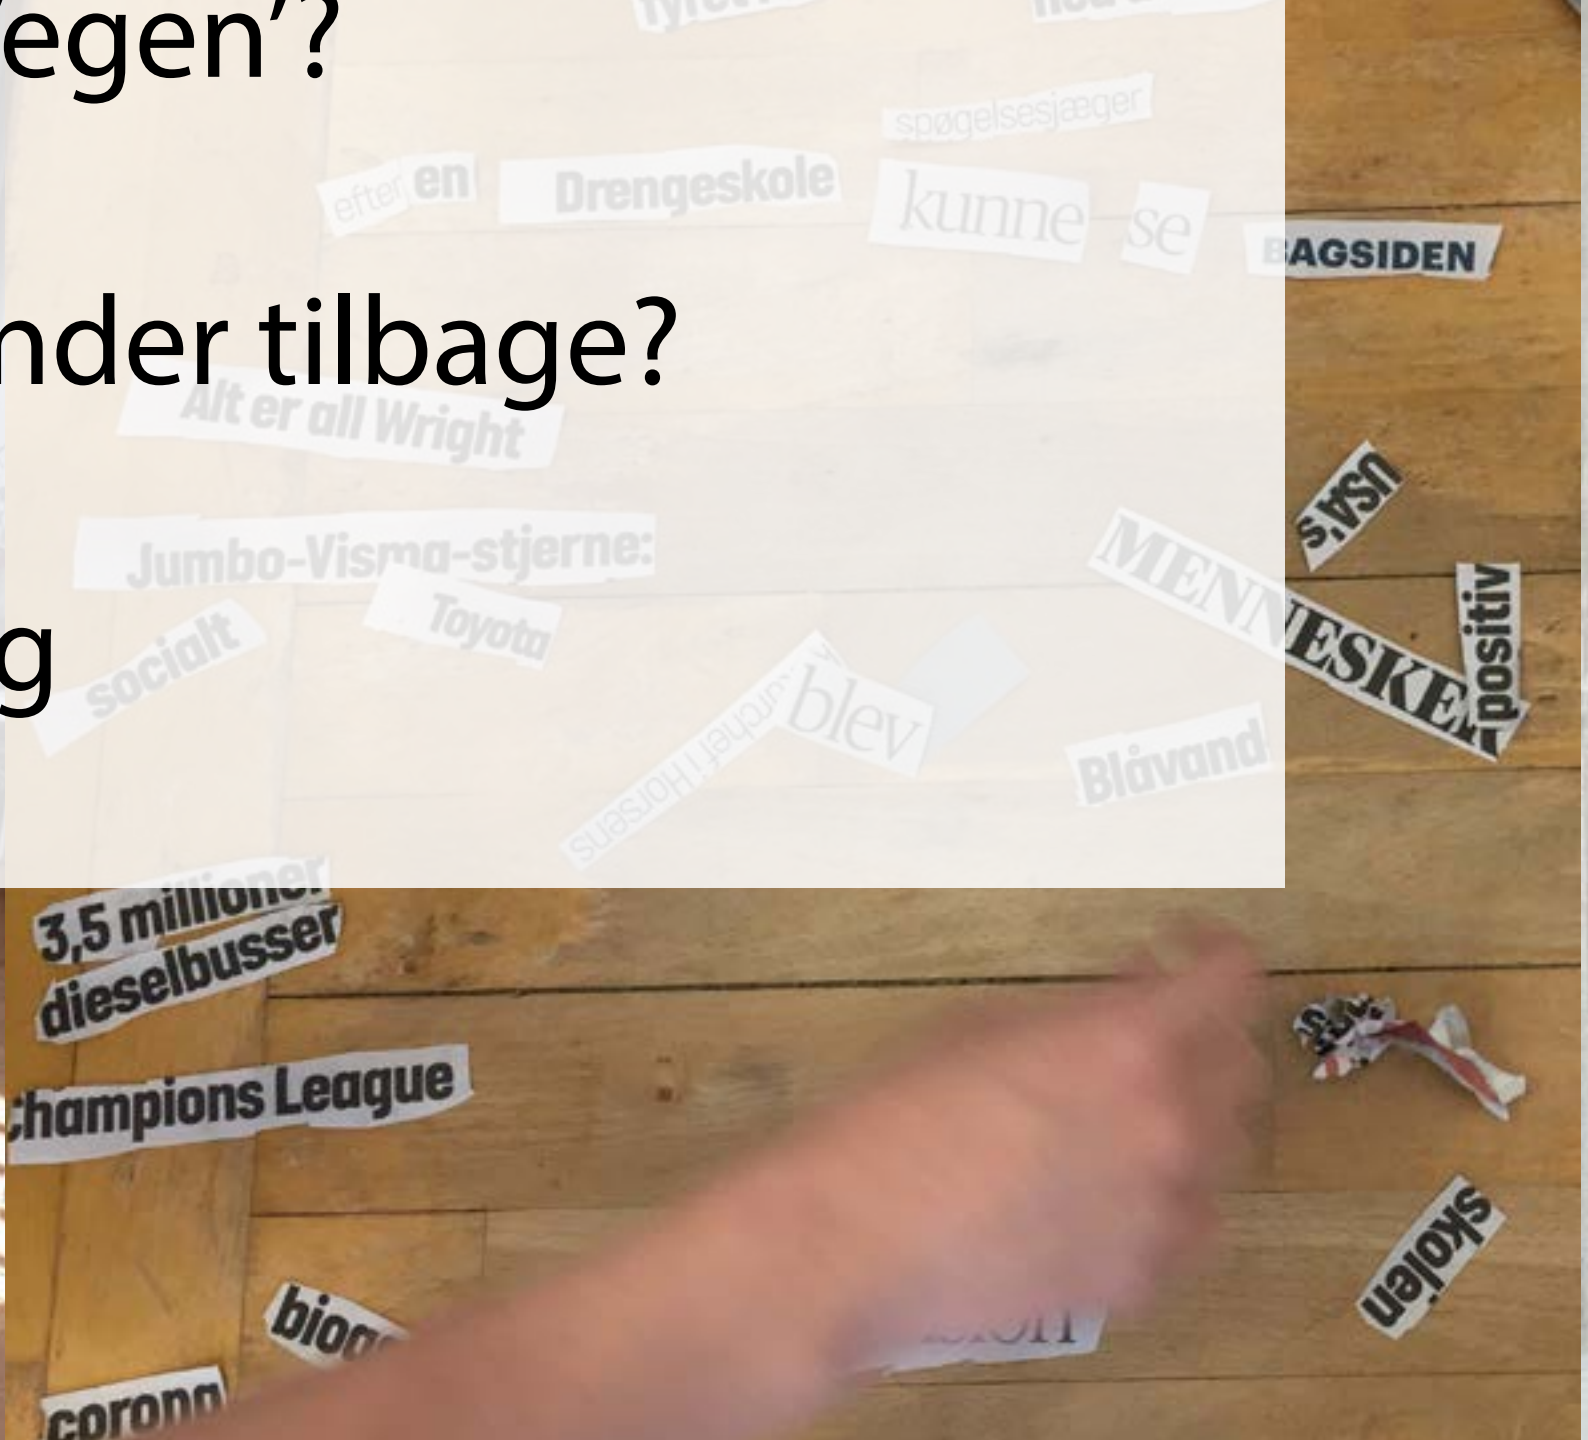 egen’?
spøgelsesjæger
efter en Drengeskole kunne se
BAGSIDEN
nder tilbage?
Alt er all Wright
USA's
Jumbo-Visma-stjerne:
MENNESKER
positiv
Toyota
socialt
blev
i Horsens
Blåvand
g
3,5 millioner
dieselbusser
Champions League
skolen
corona